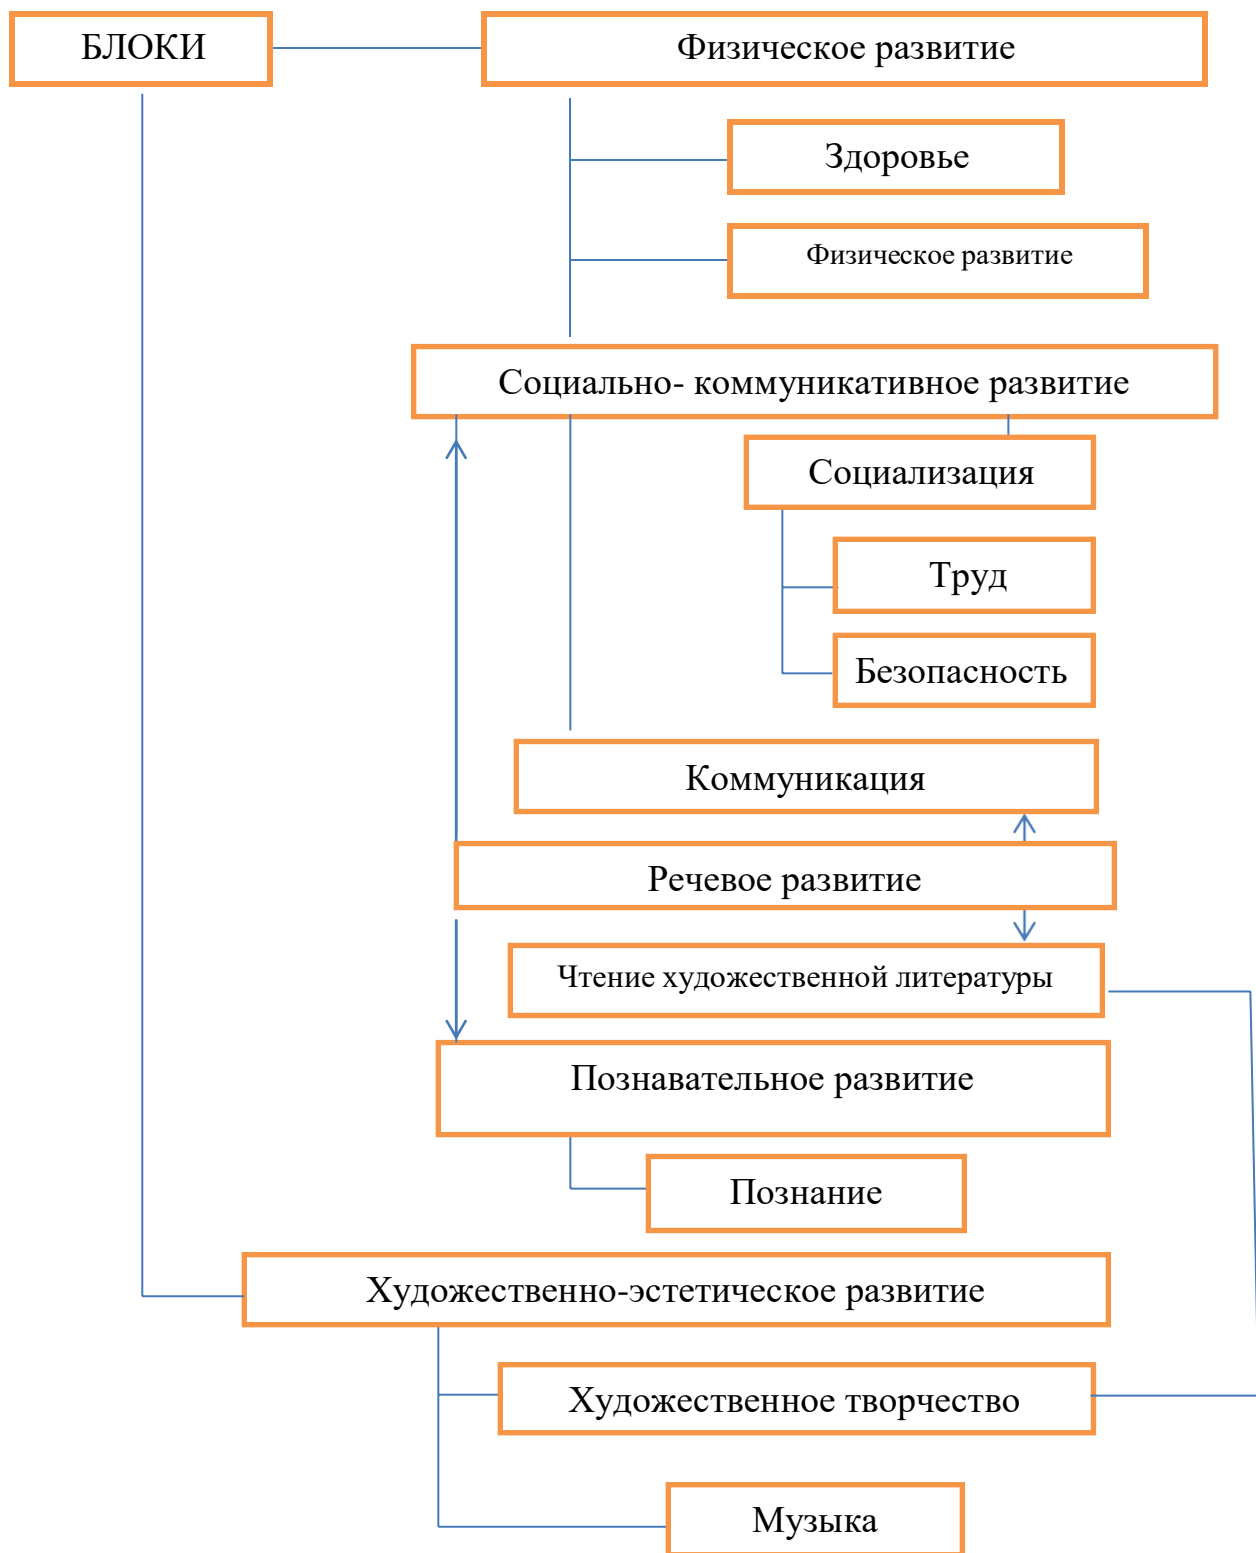 БЛОКИ
Физическое развитие
Здоровье
Физическое развитие
Социально- коммуникативное развитие
Социализация
Труд
Безопасность
Коммуникация
Речевое развитие
Чтение художественной литературы
Познавательное развитие
Познание
Художественно-эстетическое развитие
Художественное творчество
Музыка